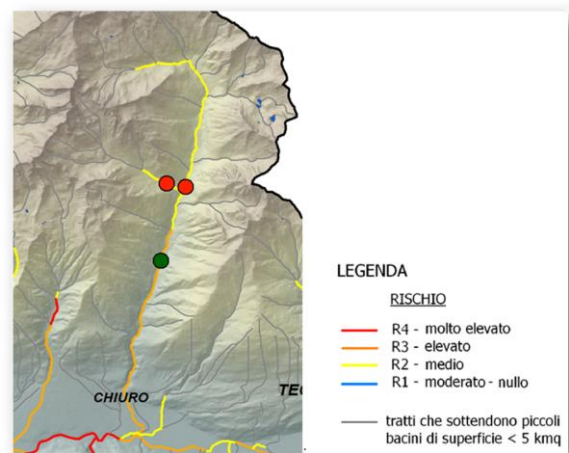 CHIURO
LEGENDA
RISCHIO
R4 - molto elevato
R3 - elevato
R2 - medio
R1 - moderato - nullo
tratti che sottendono piccoli
bacini di superficie < 5 kmq